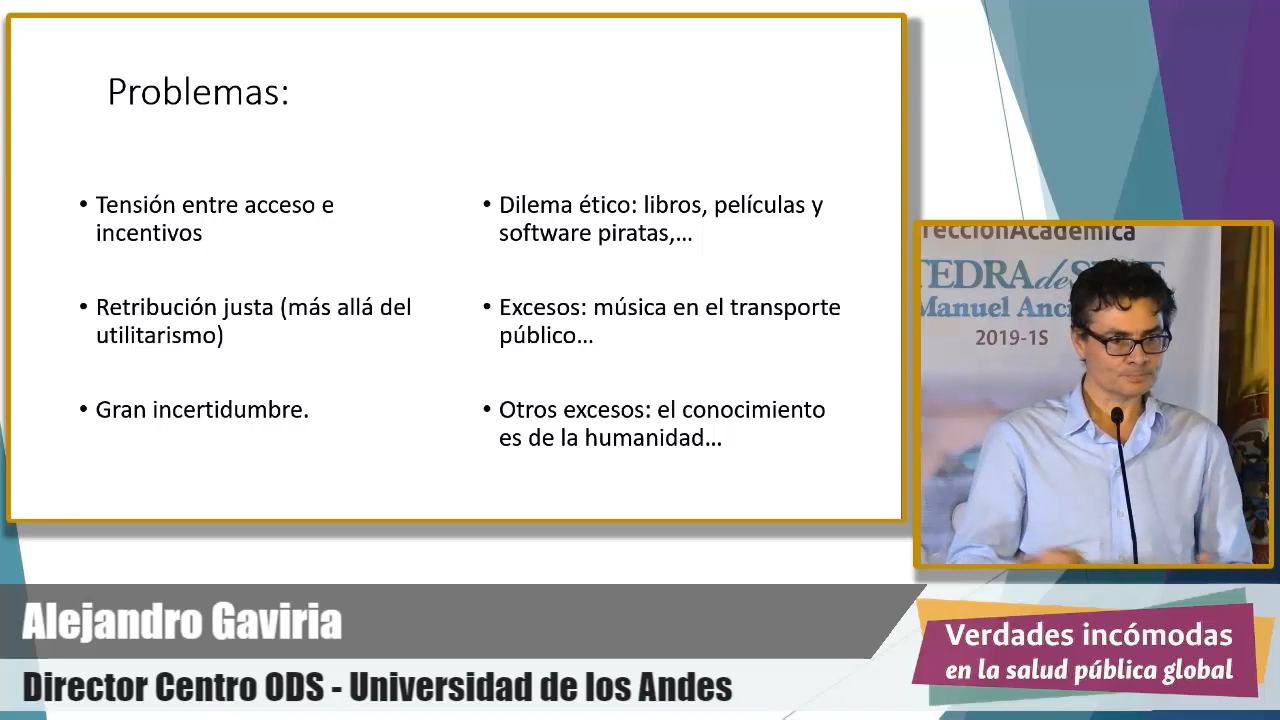 Problemas:
• Tensión entre acceso e
incentivos
• Retribución justa (más allá del
utilitarismo)
• Gran incertidumbre.
• Dilema ético: libros, películas y
software piratas,...
• Excesos: música en el transporte
público...
• Otros excesos: el conocimiento
es de la humanidad...
2019-1S
Alejandro Gaviria
Director Centro ODS - Universidad de los Andes
Verdades incómodas
en la salud pública global